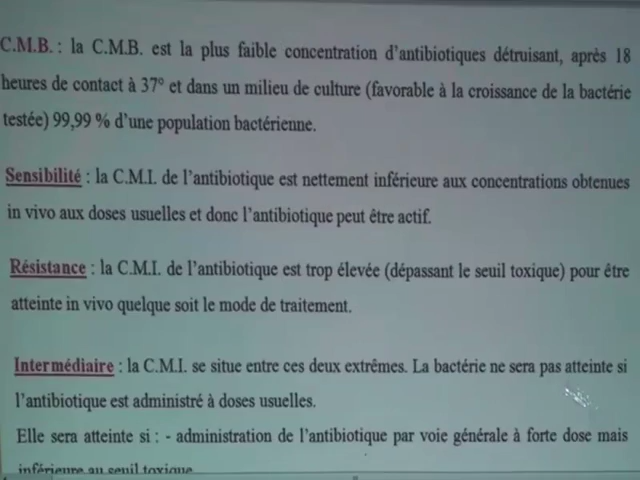 C.M.B. : la C.M.B. est la plus faible concentration d'antibiotiques détruisant, après 18
heures de contact à 37° et dans un milieu de culture (favorable à la croissance de la bactérie
testée) 99,99 % d'une population bactérienne.
Sensibilité : la C.M.I. de l'antibiotique est nettement inférieure aux concentrations obtenues
in vivo aux doses usuelles et donc l'antibiotique peut être actif.
Résistance : la C.M.I. de l'antibiotique est trop élevée (dépassant le seuil toxique) pour être
atteinte in vivo quelque soit le mode de traitement.
Intermédiaire : la C.M.I. se situe entre ces deux extrêmes. La bactérie ne sera pas atteinte si
l'antibiotique est administré à doses usuelles.
Elle sera atteinte si : - administration de l'antibiotique par voie générale à forte dose mais
inférieure au seuil toxique